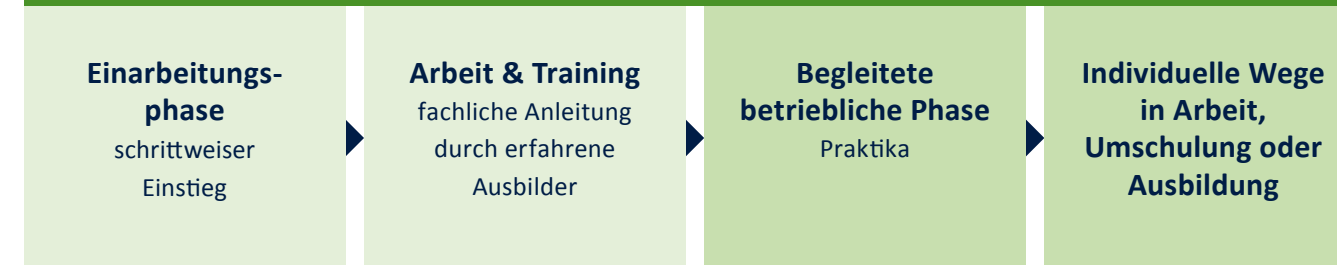 Einarbeitungs-
phase
schrittweiser
Einstieg
Arbeit & Training
fachliche Anleitung
durch erfahrene
Ausbilder
Begleitete
betriebliche Phase
Praktika
Individuelle Wege
in Arbeit,
Umschulung oder
Ausbildung